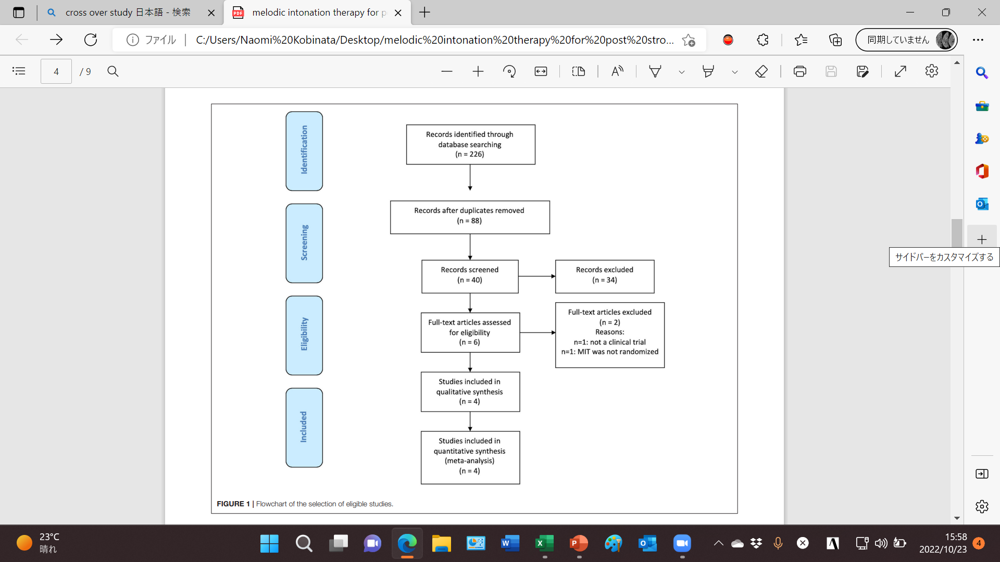 cross over study 日本語 - 検索
melodic intonation therapy for p
ファイル
C:/Users/Naomi%20Kobinata/Desktop/melodic%20intonation%20therapy%20for%20post%20stro...
同期していません
4
/ 9
Identification
Records identified through
database searching
(n = 226)
Records after duplicates removed
(n = 88)
Screening
Records screened
(n = 40)
Records excluded
(n = 34)
サイドバーをカスタマイズする
Eligibility
Full-text articles assessed
for eligibility
(n = 6)
Full-text articles excluded
(n = 2)
Reasons:
n=1: not a clinical trial
n=1: MIT was not randomized
Studies included in
qualitative synthesis
(n = 4)
Included
Studies included in
quantitative synthesis
(meta-analysis)
(n = 4)
FIGURE 1 | Flowchart of the selection of eligible studies.
23°C
晴れ
15:58
2022/10/23
4